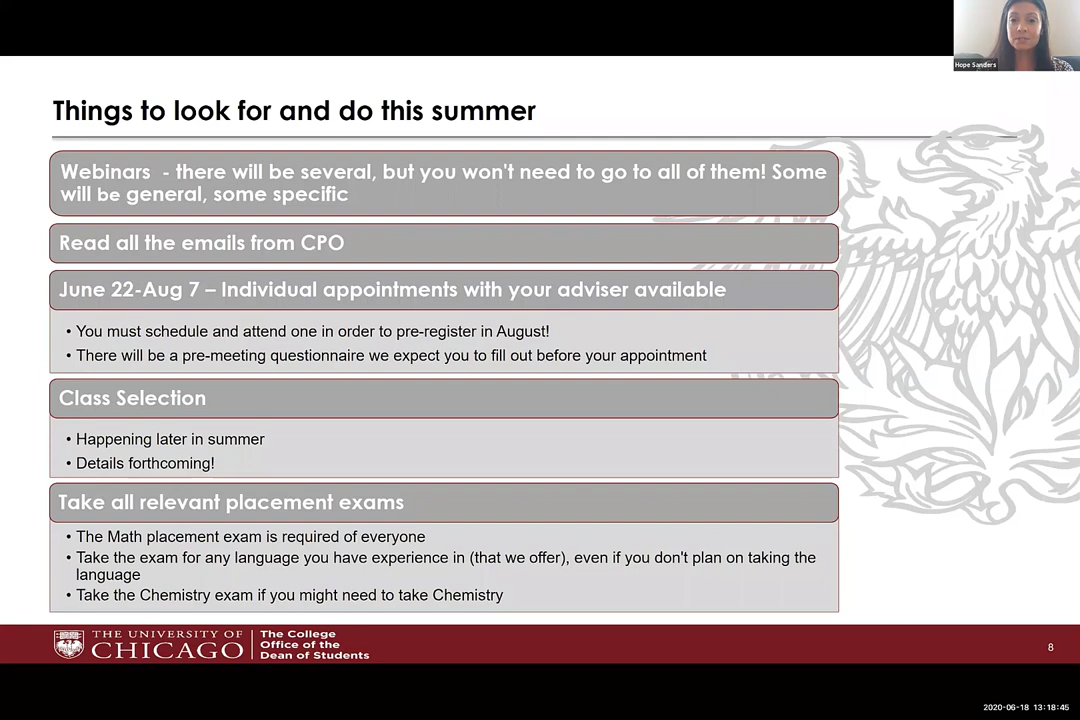 Hope Sanders
Things to look for and do this summer
Webinars - there will be several, but you won't need to go to all of them! Some
will be general, some specific
Read all the emails from CPO
June 22-Aug 7 – Individual appointments with your adviser available
• You must schedule and attend one in order to pre-register in August!
• There will be a pre-meeting questionnaire we expect you to fill out before your appointment
Class Selection
• Happening later in summer
• Details forthcoming!
Take all relevant placement exams
• The Math placement exam is required of everyone
• Take the exam for any language you have experience in (that we offer), even if you don't plan on taking the
language
• Take the Chemistry exam if you might need to take Chemistry
THE UNIVERSITY OF
CHICAGO
The College
Office of the
Dean of Students
8
2020-06-18 13:18:45